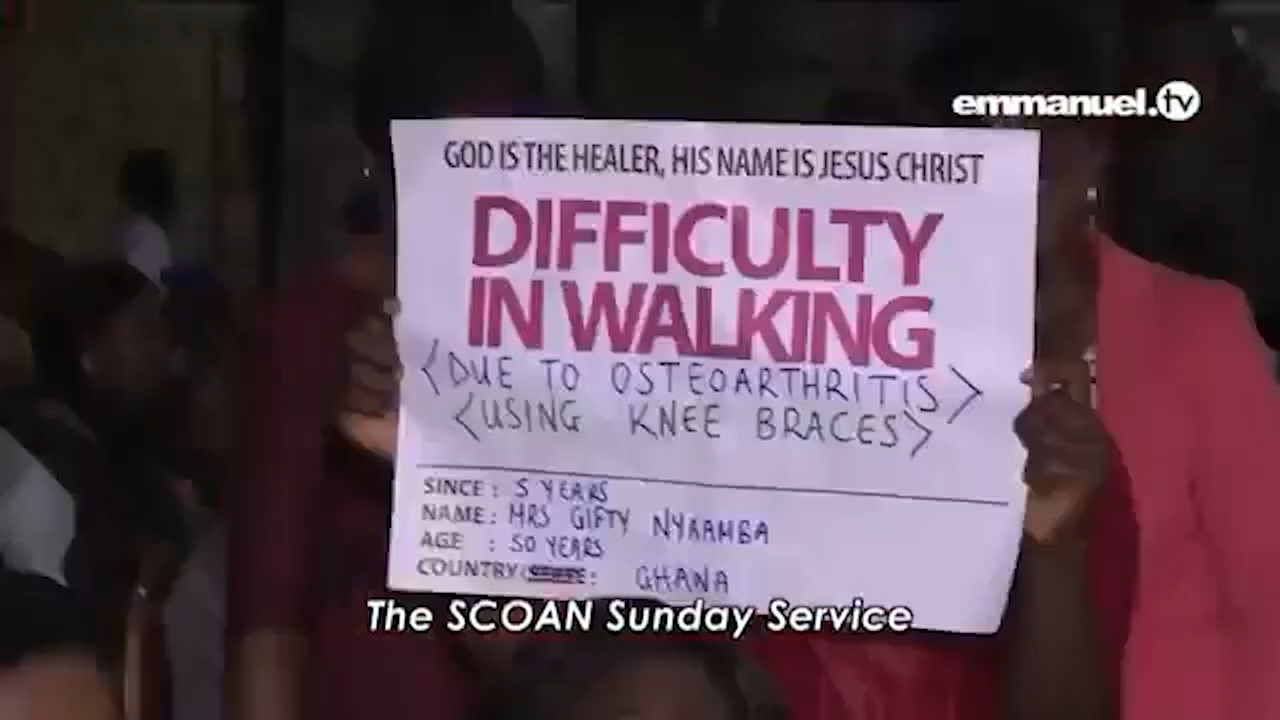 emmanuel.tv
GOD IS THE HEALER, HIS NAME IS JESUS CHRIST
DIFFICULTY
IN WALKING
<DUE TO OSTEOARTHRITIS>
<USING KNEE BRACES>
SINCE: 5 YEARS
NAME: MRS GIFTY NYAAMBA
AGE : 50 YEARS
COUNTRY/STATE: GHANA
The SCOAN Sunday Service